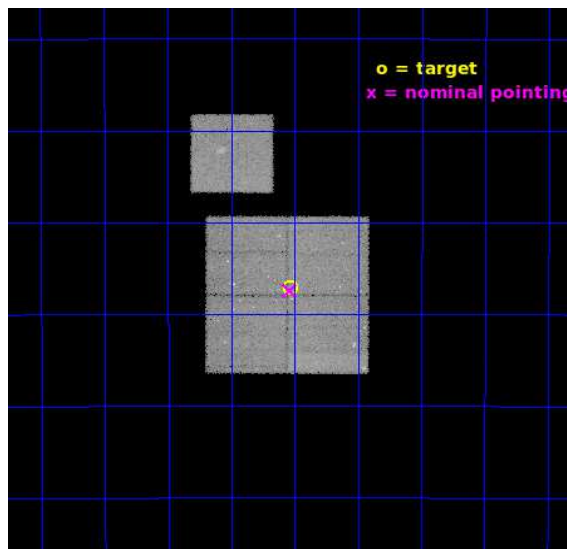 o = target
x = nominal pointing